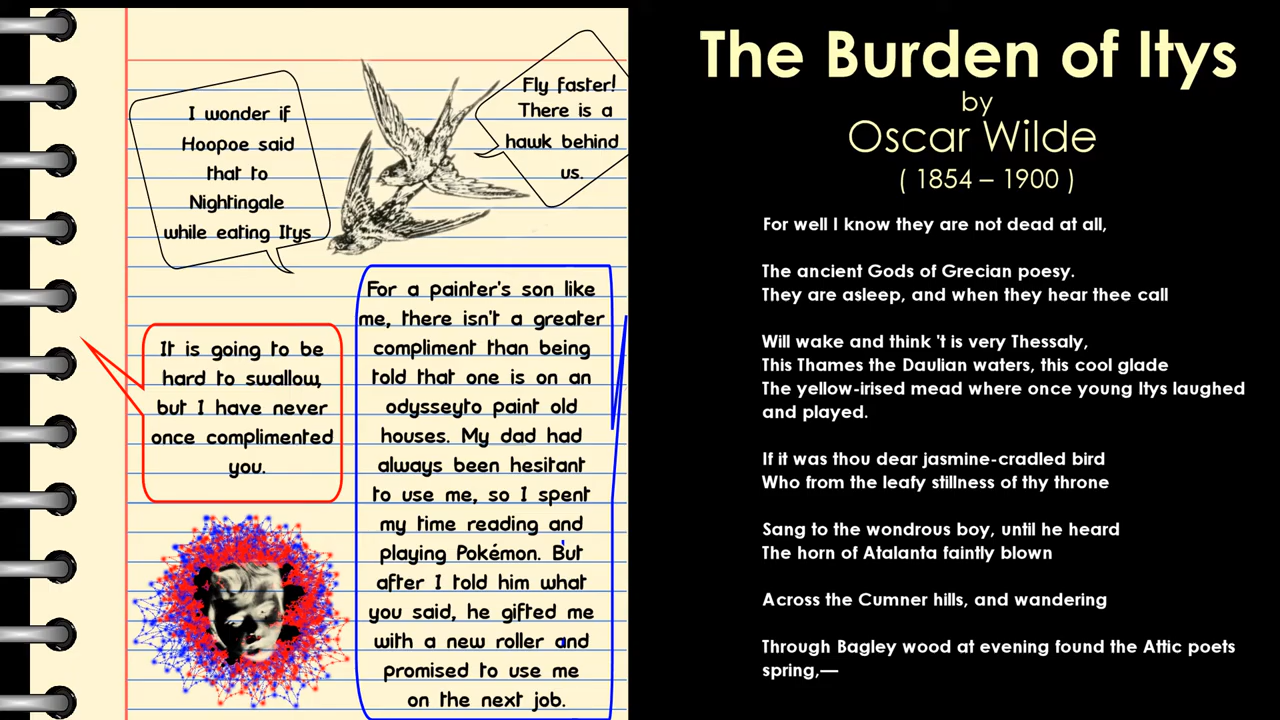 I wonder if
Hoopoe said
that to
Nightingale
while eating Itys
Fly faster!
There is a
hawk behind
us.
It is going to be
hard to swallow,
but I have never
once complimented
you.
For a painter's son like
me, there isn't a greater
compliment than being
told that one is on an
odysseyto paint old
houses. My dad had
always been hesitant
to use me, so I spent
my time reading and
playing Pokémon. But
after I told him what
you said, he gifted me
with a new roller and
promised to use me
on the next job.
The Burden of Itys
by
Oscar Wilde
( 1854 – 1900 )
For well I know they are not dead at all,
The ancient Gods of Grecian poesy.
They are asleep, and when they hear thee call
Will wake and think 't is very Thessaly,
This Thames the Daulian waters, this cool glade
The yellow-irised mead where once young Itys laughed
and played.
If it was thou dear jasmine-cradled bird
Who from the leafy stillness of thy throne
Sang to the wondrous boy, until he heard
The horn of Atalanta faintly blown
Across the Cumner hills, and wandering
Through Bagley wood at evening found the Attic poets
spring,—